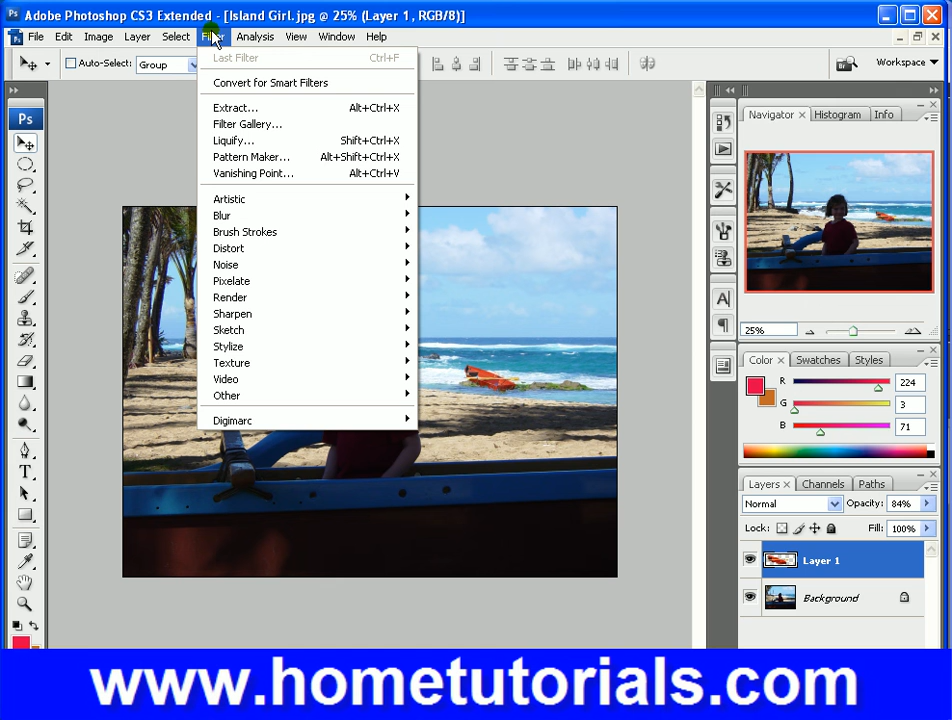 Adobe Photoshop CS3 Extended - [Island Girl.jpg @ 25% (Layer 1, RGB/8)]
File Edit Image Layer Select Filter Analysis View Window Help
Auto-Select: Group
Workspace
Last Filter Ctrl+F
Convert for Smart Filters
Extract... Alt+Ctrl+X
Filter Gallery...
Liquify... Shift+Ctrl+X
Pattern Maker... Alt+Shift+Ctrl+X
Vanishing Point... Alt+Ctrl+V
Artistic
Blur
Brush Strokes
Distort
Noise
Pixelate
Render
Sharpen
Sketch
Stylize
Texture
Video
Other
Digimarc
Ps
Navigator Histogram Info
25%
Color Swatches Styles
R 224
G 3
B 71
Layers Channels Paths
Normal Opacity: 84%
Lock: Fill: 100%
Layer 1
Background
www.hometutorials.com